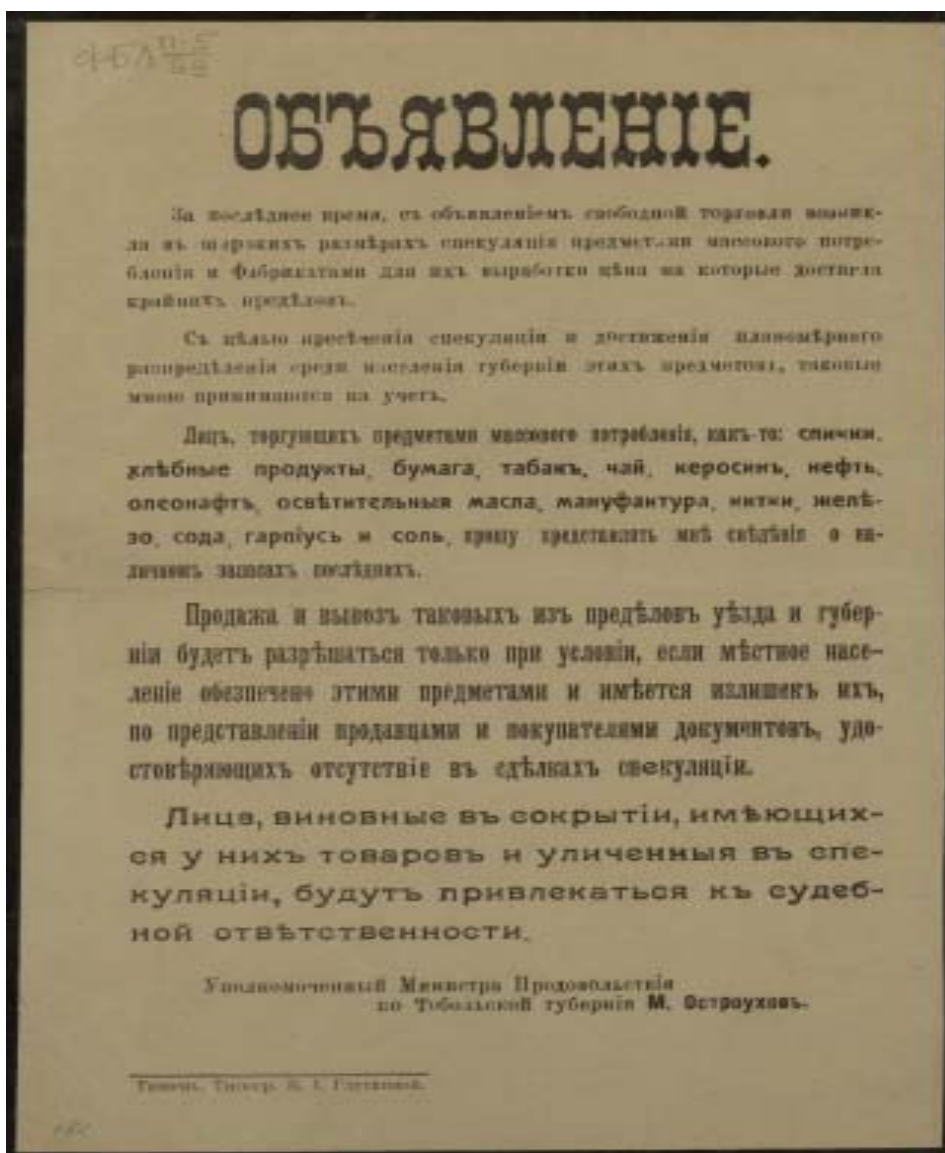 ОБЪЯВЛЕНІЕ.
За послѣднее время, съ объявленіемъ свободной торговли возник-
ла въ широкихъ размѣрахъ спекуляція предметами массового потре-
бленія и фабрикатами для ихъ выработки цѣна на которые достигла
крайнихъ предѣловъ.
Съ цѣлью пресѣченія спекуляціи и достиженія планомѣрнаго
распредѣленія среди населенія губерніи этихъ предметовъ, таковые
мною принимаются на учетъ.
Лицъ, торгующихъ предметами массового потребленія, какъ-то: спички,
хлѣбные продукты, бумага, табакъ, чай, керосинъ, нефть,
олеонафтъ, освѣтительныя масла, мануфактура, нитки, желѣ-
зо, сода, гарпіусъ и соль, прошу представлять мнѣ свѣдѣнія о на-
личномъ запасахъ послѣднихъ.
Продажа и вывозъ таковыхъ изъ предѣловъ уѣзда и губер-
ніи будетъ разрѣшаться только при условіи, если мѣстное насе-
леніе обезпечено этими предметами и имѣется излишекъ ихъ,
по представленіи продавцами и покупателями документовъ, удо-
стовѣряющихъ отсутствіе въ сдѣлкахъ спекуляціи.
Лица, виновные въ сокрытіи, имѣющих-
ся у нихъ товаровъ и уличенныя въ спе-
куляціи, будутъ привлекаться къ судеб-
ной отвѣтственности.
Уполномоченный Министра Продовольствія
по Тобольской губерніи М. Остроуховъ.
Тюмень. Типогр.